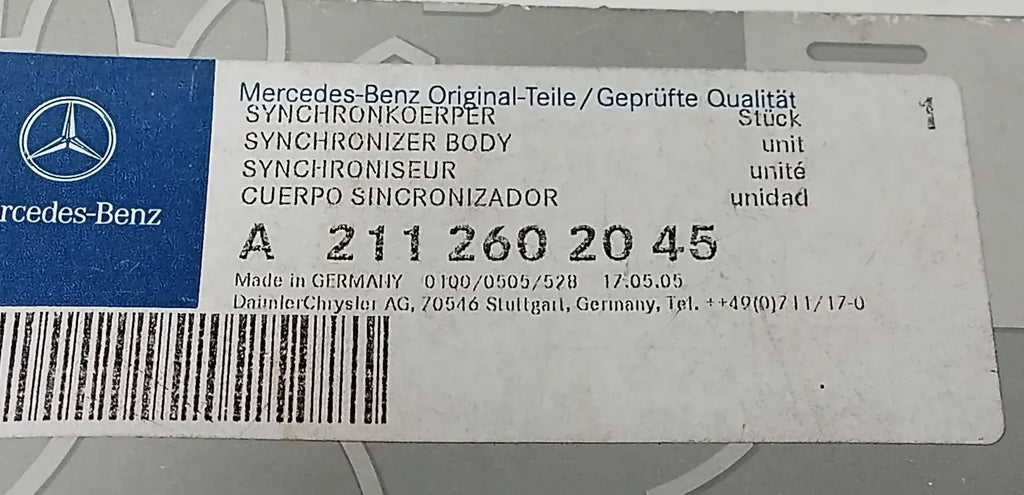 Mercedes-Benz Original-Teile/Geprüfte Qualität
SYNCHRONKOERPER Stück 1
SYNCHRONIZER BODY unit
SYNCHRONISEUR unité
CUERPO SINCRONIZADOR unidad
rcedes-Benz
A 211 260 20 45
Made in GERMANY 01Q0/0505/528 17.05.05
DaimlerChrysler AG, 70546 Stuttgart, Germany, Tel. ++49(0)711/17-0